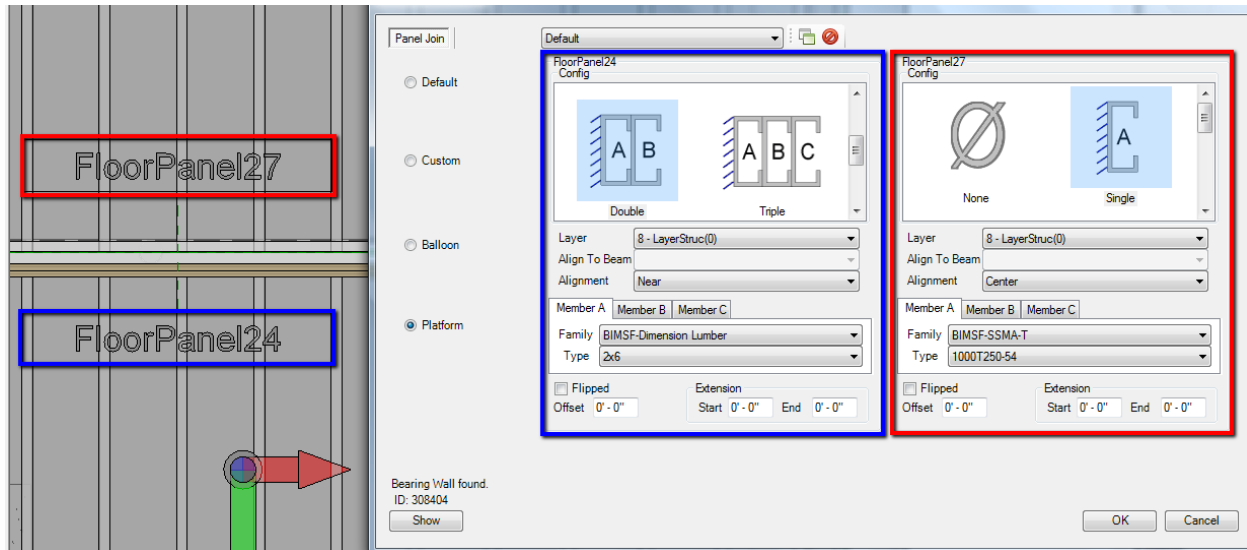 FloorPanel27
FloorPanel24
Panel Join
Default
Default
Custom
Balloon
Platform
Bearing Wall found.
ID: 308404
Show
FloorPanel24
Config
A B
A B C
Double Triple
Layer 8 - LayerStruc(0)
Align To Beam
Alignment Near
Member A Member B Member C
Family BIMSF-Dimension Lumber
Type 2x6
Flipped Extension
Offset 0' - 0" Start 0' - 0" End 0' - 0"
FloorPanel27
Config
A
None Single
Layer 8 - LayerStruc(0)
Align To Beam
Alignment Center
Member A Member B Member C
Family BIMSF-SSMA-T
Type 1000T250-54
Flipped Extension
Offset 0' - 0" Start 0' - 0" End 0' - 0"
OK Cancel